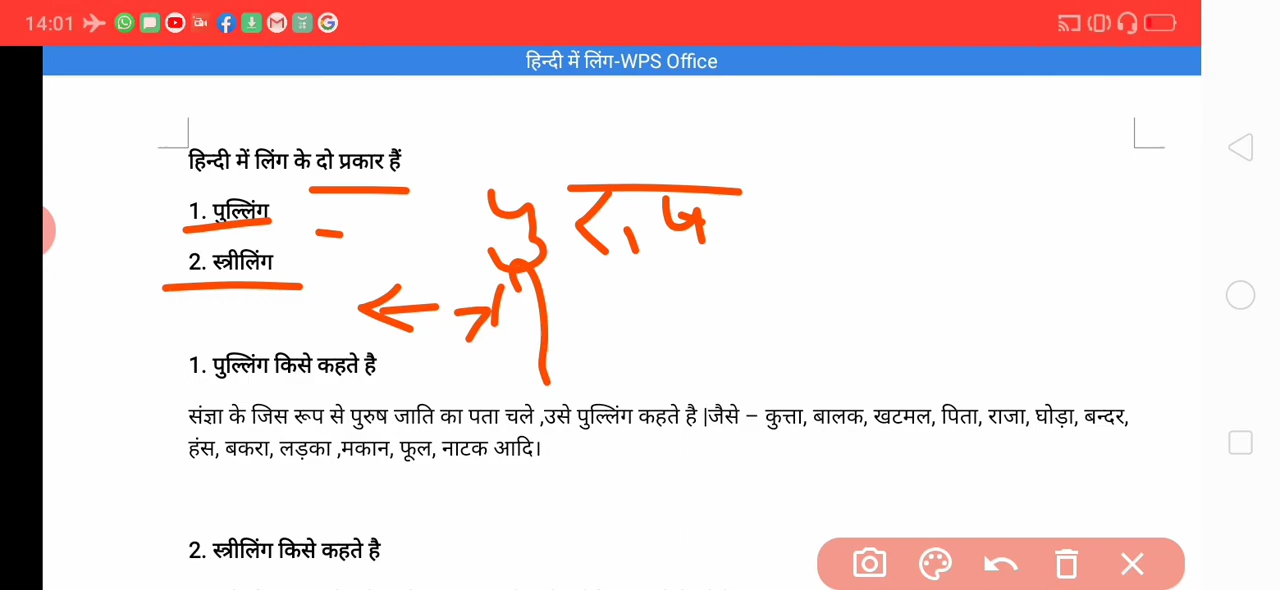 14:01
हिन्दी में लिंग-WPS Office
हिन्दी में लिंग के दो प्रकार हैं
1. पुल्लिंग
2. स्त्रीलिंग
1. पुल्लिंग किसे कहते है
संज्ञा के जिस रूप से पुरुष जाति का पता चले ,उसे पुल्लिंग कहते है |जैसे – कुत्ता, बालक, खटमल, पिता, राजा, घोड़ा, बन्दर,
हंस, बकरा, लड़का ,मकान, फूल, नाटक आदि।
2. स्त्रीलिंग किसे कहते है